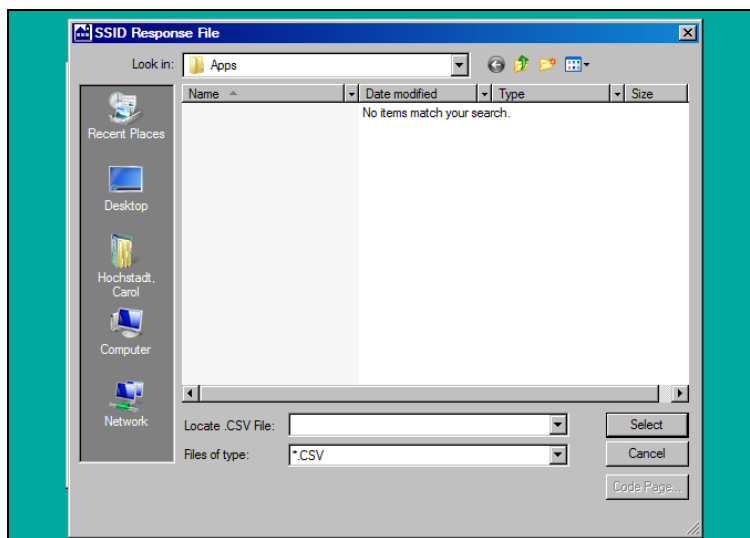 SSID Response File
Look in:
Apps
Name
Date modified
Type
Size
No items match your search.
Recent Places
Desktop
Hochstadt,
Carol
Computer
Network
Locate .CSV File:
Select
Files of type:
*.CSV
Cancel
Code Page...